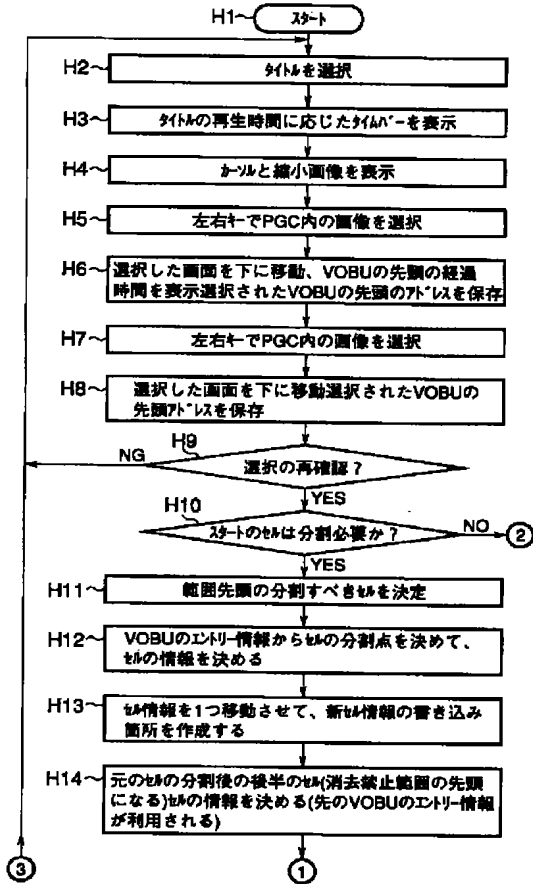 H1 スタート
H2 タイトルを選択
H3 タイトルの再生時間に応じたタイムバーを表示
H4 カーソルと縮小画像を表示
H5 左右キーでPGC内の画像を選択
H6 選択した画面を下に移動、VOBUの先頭の経過
時間を表示選択されたVOBUの先頭のアドレスを保存
H7 左右キーでPGC内の画像を選択
H8 選択した画面を下に移動選択されたVOBUの
先頭アドレスを保存
H9
NG 選択の再確認?
YES
H10
スタートのセルは分割必要か? NO ②
YES
H11 範囲先頭の分割すべきセルを決定
H12 VOBUのエントリー情報からセルの分割点を決めて、
セルの情報を決める
H13 セル情報を1つ移動させて、新セル情報の書き込み
箇所を作成する
H14 元のセルの分割後の後半のセル(消去禁止範囲の先頭
になる)セルの情報を決める(先のVOBUのエントリー情報
が利用される)
③ ①